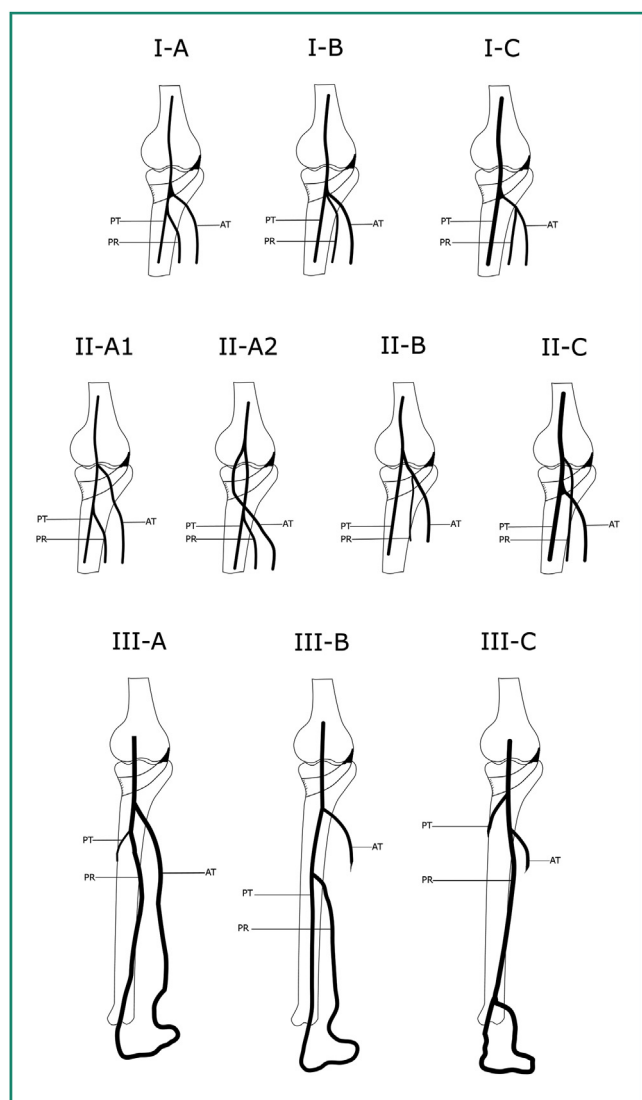 I-A I-B I-C
PT AT PT AT PT AT
PR PR PR
II-A1 II-A2 II-B II-C
PT AT PT AT PT AT PT AT
PR PR PR PR
III-A III-B III-C
PT
PT
AT
AT
PR AT PR
PT
PR